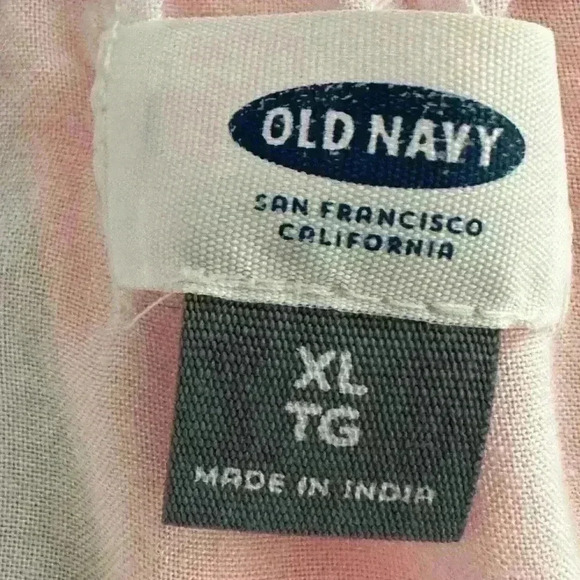 OLD NAVY
SAN FRANCISCO
CALIFORNIA
XL
TG
MADE IN INDIA